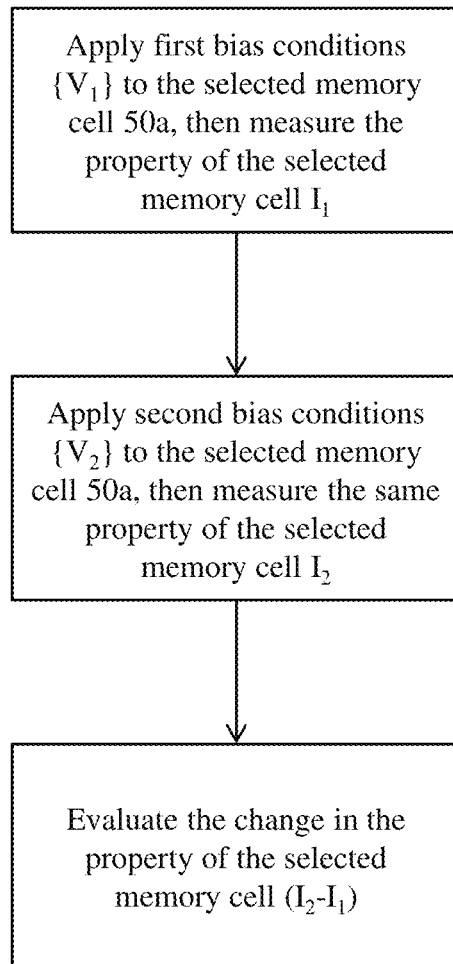 Apply first bias conditions
{V₁} to the selected memory
cell 50a, then measure the
property of the selected
memory cell I₁
Apply second bias conditions
{V₂} to the selected memory
cell 50a, then measure the same
property of the selected
memory cell I₂
Evaluate the change in the
property of the selected
memory cell (I₂-I₁)